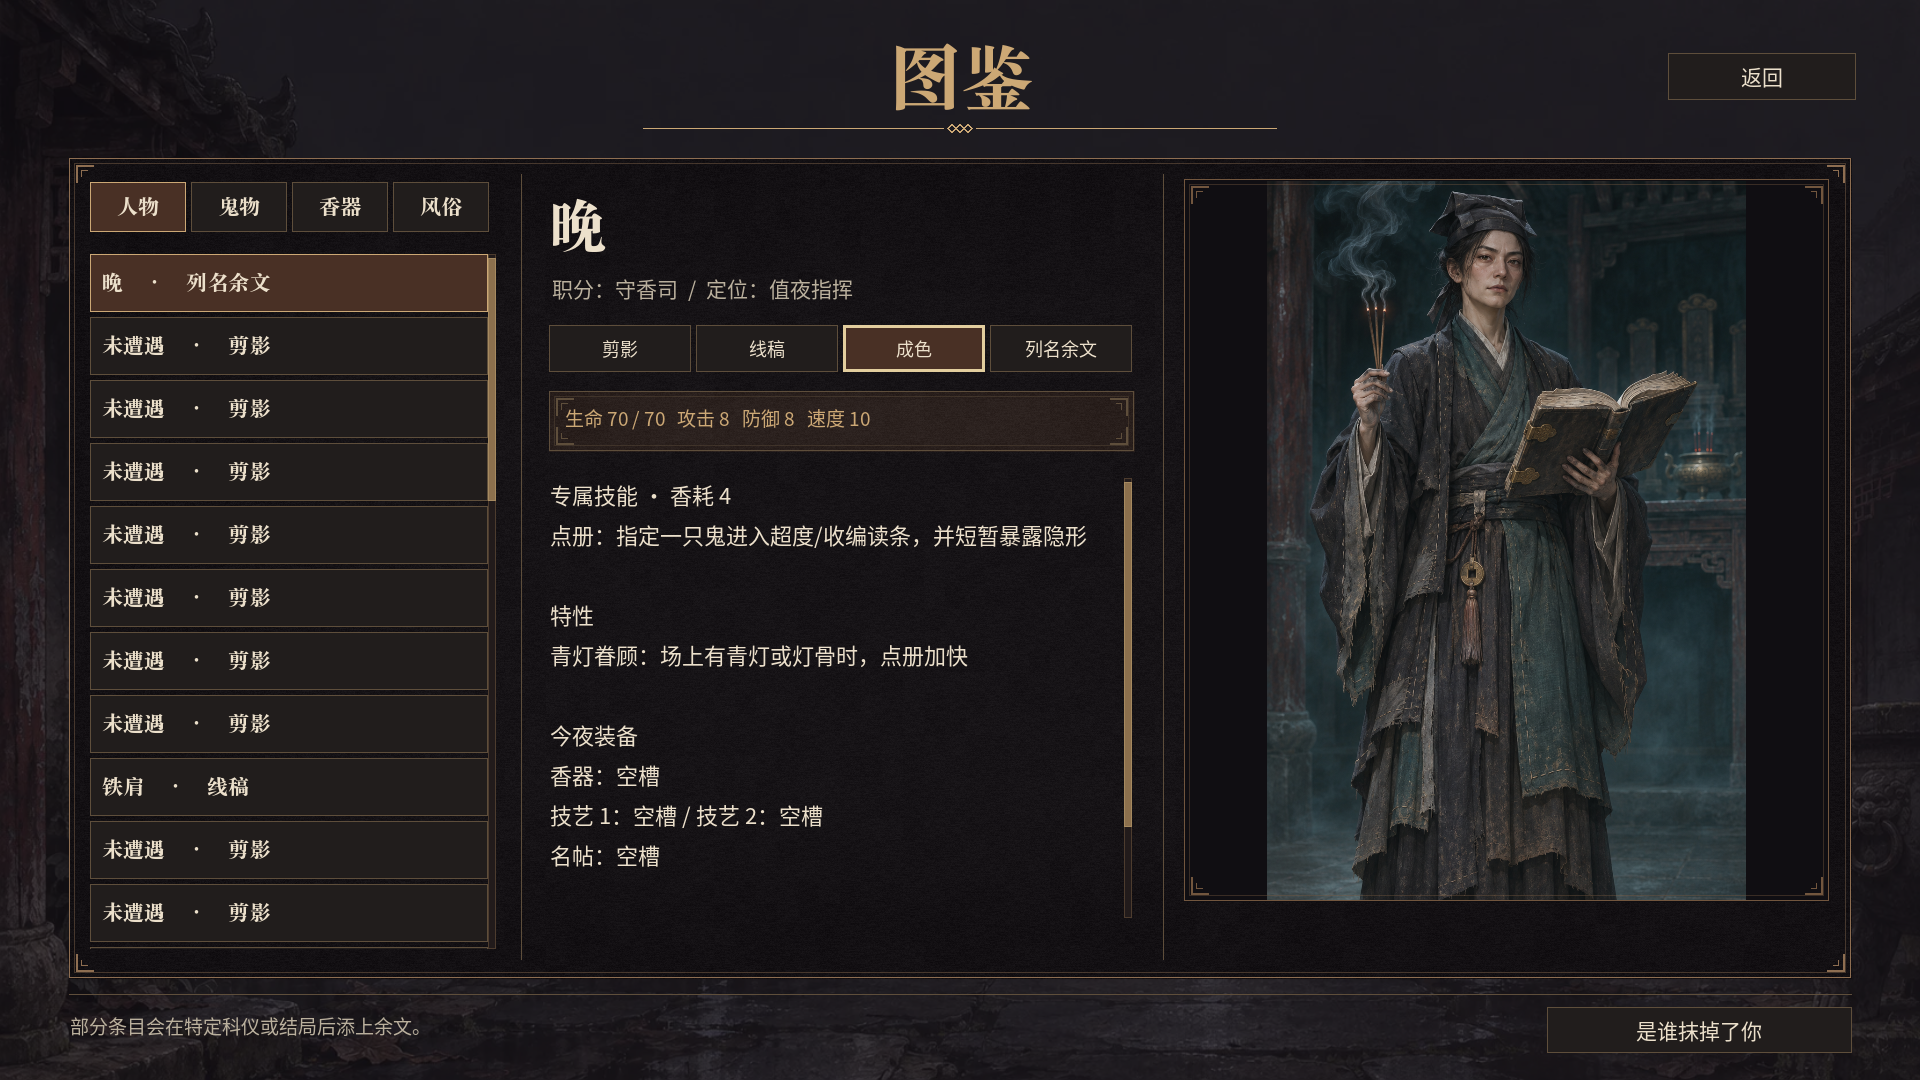 图鉴
返回
人物 鬼物 香器 风俗
晚 · 列名余文
未遭遇 · 剪影
未遭遇 · 剪影
未遭遇 · 剪影
未遭遇 · 剪影
未遭遇 · 剪影
未遭遇 · 剪影
未遭遇 · 剪影
铁肩 · 线稿
未遭遇 · 剪影
未遭遇 · 剪影
晚
职分：守香司 / 定位：值夜指挥
剪影 线稿 成色 列名余文
生命 70 / 70 攻击 8 防御 8 速度 10
专属技能 · 香耗 4
点册：指定一只鬼进入超度/收编读条，并短暂暴露隐形
特性
青灯眷顾：场上有青灯或灯骨时，点册加快
今夜装备
香器：空槽
技艺 1：空槽 / 技艺 2：空槽
名帖：空槽
部分条目会在特定科仪或结局后添上余文。
是谁抹掉了你